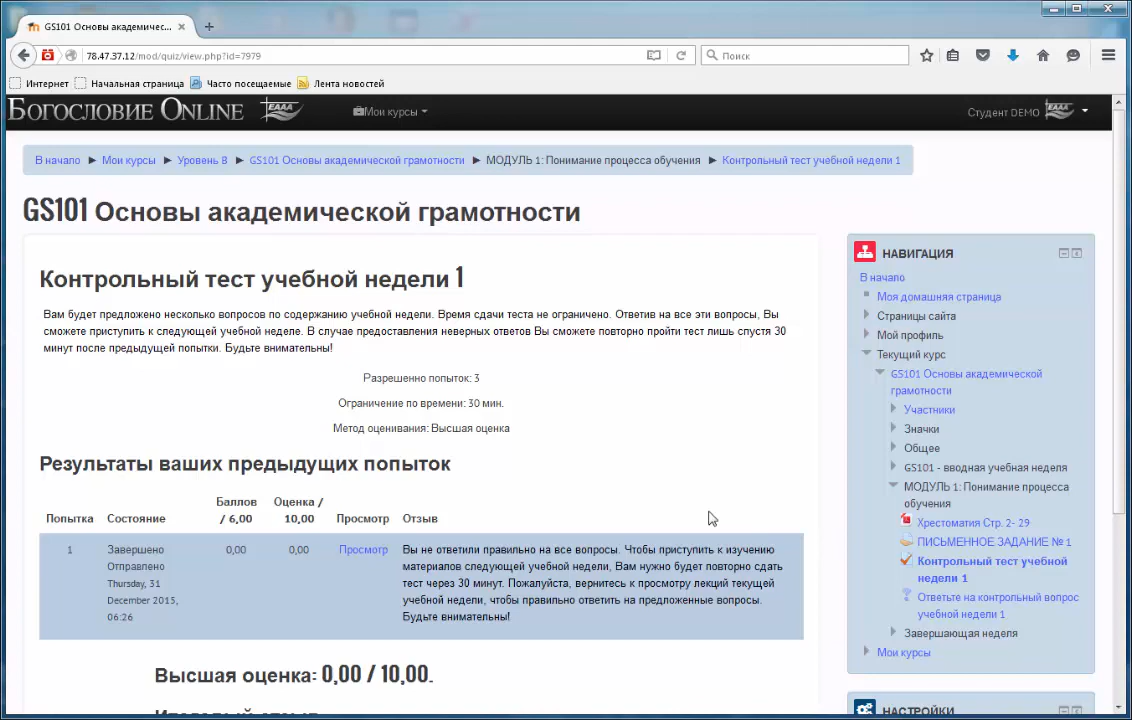 GS101 Основы академичес...
78.47.37.12/mod/quiz/view.php?id=7979
Поиск
Интернет Начальная страница Часто посещаемые Лента новостей
БОГОСЛОВИЕ ONLINE ЕААА Мои курсы Студент DEMO ЕААА
В начало ► Мои курсы ► Уровень B ► GS101 Основы академической грамотности ► МОДУЛЬ 1: Понимание процесса обучения ► Контрольный тест учебной недели 1
GS101 Основы академической грамотности
Контрольный тест учебной недели 1
Вам будет предложено несколько вопросов по содержанию учебной недели. Время сдачи теста не ограничено. Ответив на все эти вопросы, Вы
сможете приступить к следующей учебной неделе. В случае предоставления неверных ответов Вы сможете повторно пройти тест лишь спустя 30
минут после предыдущей попытки. Будьте внимательны!
Разрешенно попыток: 3
Ограничение по времени: 30 мин.
Метод оценивания: Высшая оценка
Результаты ваших предыдущих попыток
Попытка
Состояние
Баллов
/ 6,00
Оценка /
10,00
Просмотр
Отзыв
1
Завершено
Отправлено
Thursday, 31
December 2015,
06:26
0,00
0,00
Просмотр
Вы не ответили правильно на все вопросы. Чтобы приступить к изучению
материалов следующей учебной недели, Вам нужно будет повторно сдать
тест через 30 минут. Пожалуйста, вернитесь к просмотру лекций текущей
учебной недели, чтобы правильно ответить на предложенные вопросы.
Будьте внимательны!
Высшая оценка: 0,00 / 10,00.
Итоговый отзыв
НАВИГАЦИЯ
В начало
Моя домашняя страница
Страницы сайта
Мой профиль
Текущий курс
GS101 Основы академической
грамотности
Участники
Значки
Общее
GS101 - вводная учебная неделя
МОДУЛЬ 1: Понимание процесса
обучения
Хрестоматия Стр. 2- 29
ПИСЬМЕННОЕ ЗАДАНИЕ № 1
Контрольный тест учебной
недели 1
Ответьте на контрольный вопрос
учебной недели 1
Завершающая неделя
Мои курсы
НАСТРОЙКИ